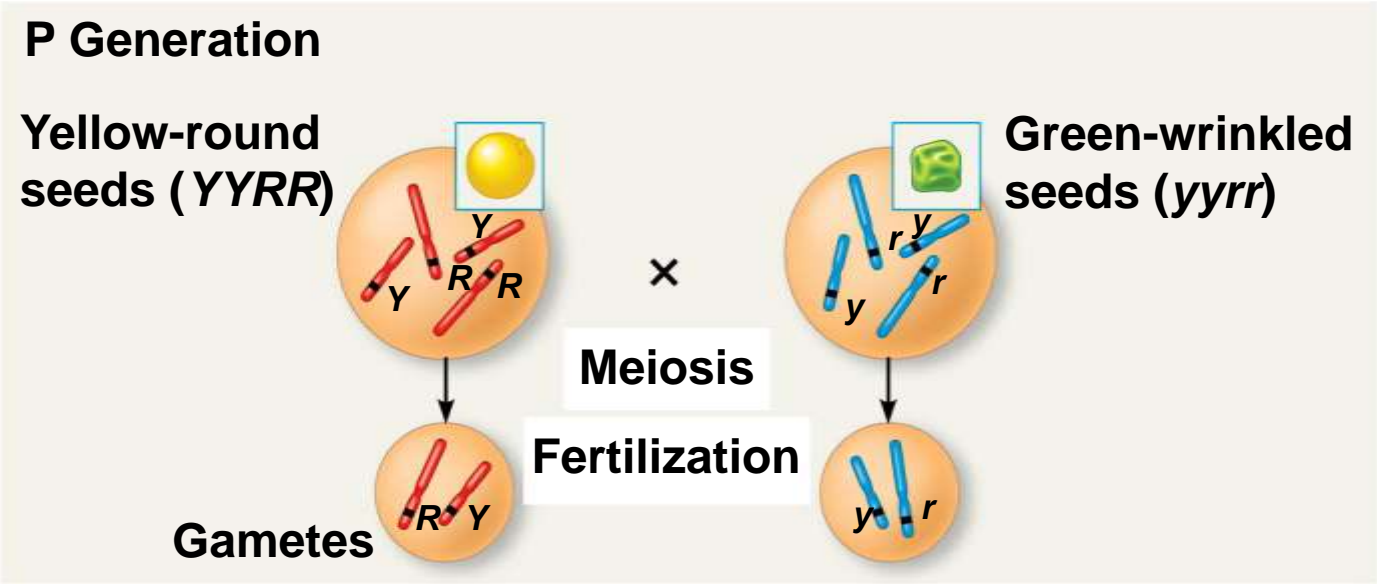 P Generation
Yellow-round
seeds (YYRR)
Green-wrinkled
seeds (yyrr)
Y
R
R
Y
×
y
r
r
y
Meiosis
Fertilization
R
Y
y
r
Gametes